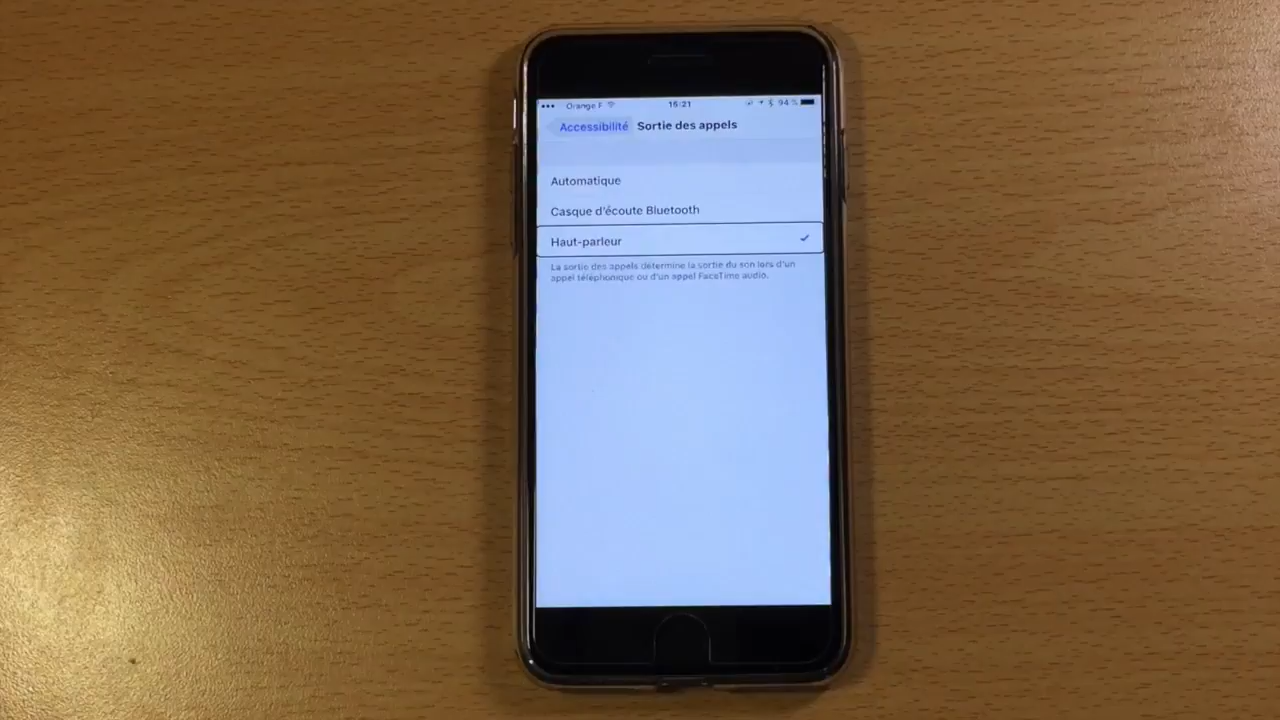 Orange F 15:21 94 %
Accessibilité Sortie des appels
Automatique
Casque d'écoute Bluetooth
Haut-parleur
La sortie des appels détermine la sortie du son lors d'un
appel téléphonique ou d'un appel FaceTime audio.